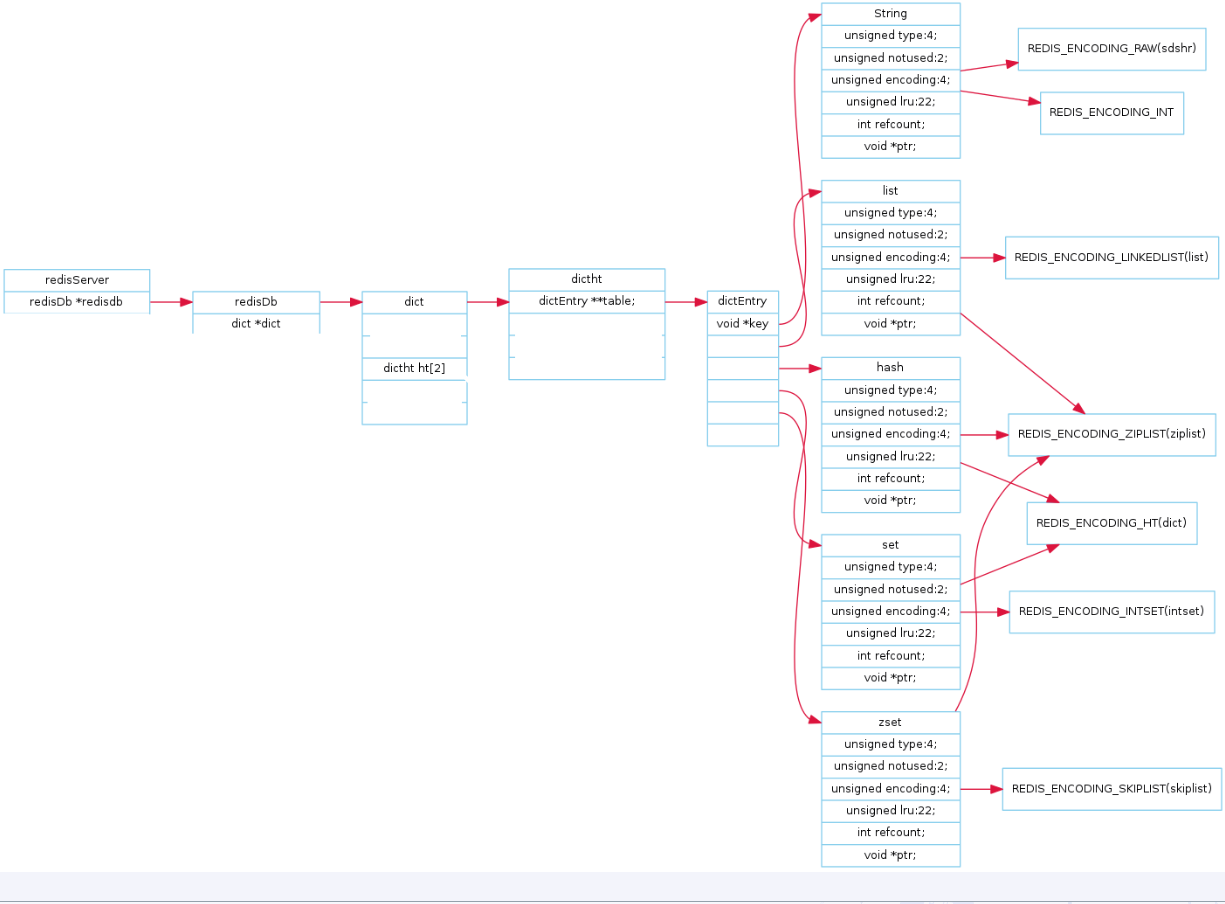 redisServer
redisDb *redisdb
redisDb
dict *dict
dict
dictht ht[2]
dictht
dictEntry **table;
dictEntry
void *key
String
unsigned type:4;
unsigned notused:2;
unsigned encoding:4;
unsigned lru:22;
int refcount;
void *ptr;
list
unsigned type:4;
unsigned notused:2;
unsigned encoding:4;
unsigned lru:22;
int refcount;
void *ptr;
hash
unsigned type:4;
unsigned notused:2;
unsigned encoding:4;
unsigned lru:22;
int refcount;
void *ptr;
set
unsigned type:4;
unsigned notused:2;
unsigned encoding:4;
unsigned lru:22;
int refcount;
void *ptr;
zset
unsigned type:4;
unsigned notused:2;
unsigned encoding:4;
unsigned lru:22;
int refcount;
void *ptr;
REDIS_ENCODING_RAW(sdshr)
REDIS_ENCODING_INT
REDIS_ENCODING_LINKEDLIST(list)
REDIS_ENCODING_ZIPLIST(ziplist)
REDIS_ENCODING_HT(dict)
REDIS_ENCODING_INTSET(intset)
REDIS_ENCODING_SKIPLIST(skiplist)